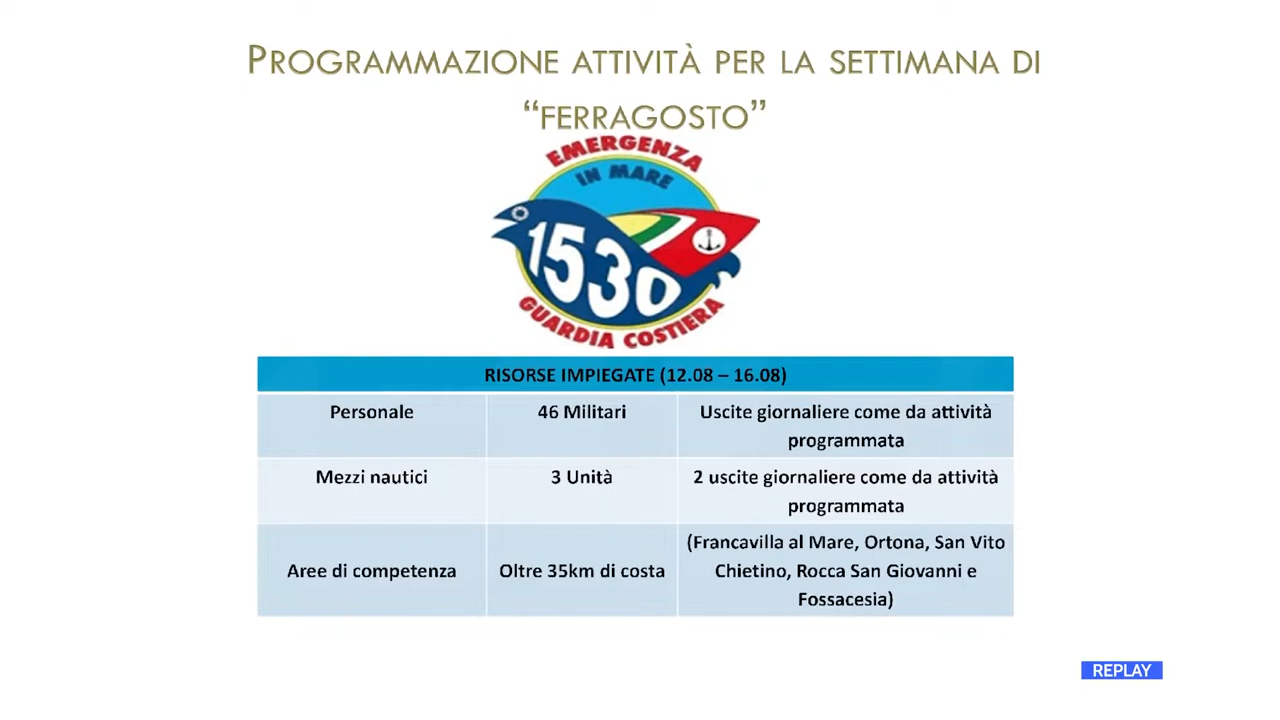 PROGRAMMAZIONE ATTIVITÀ PER LA SETTIMANA DI
“FERRAGOSTO”
EMERGENZA
IN MARE
1530
GUARDIA COSTIERA
RISORSE IMPIEGATE (12.08 – 16.08)
Personale
46 Militari
Uscite giornaliere come da attività
programmata
Mezzi nautici
3 Unità
2 uscite giornaliere come da attività
programmata
Aree di competenza
Oltre 35km di costa
(Francavilla al Mare, Ortona, San Vito
Chietino, Rocca San Giovanni e
Fossacesia)
REPLAY